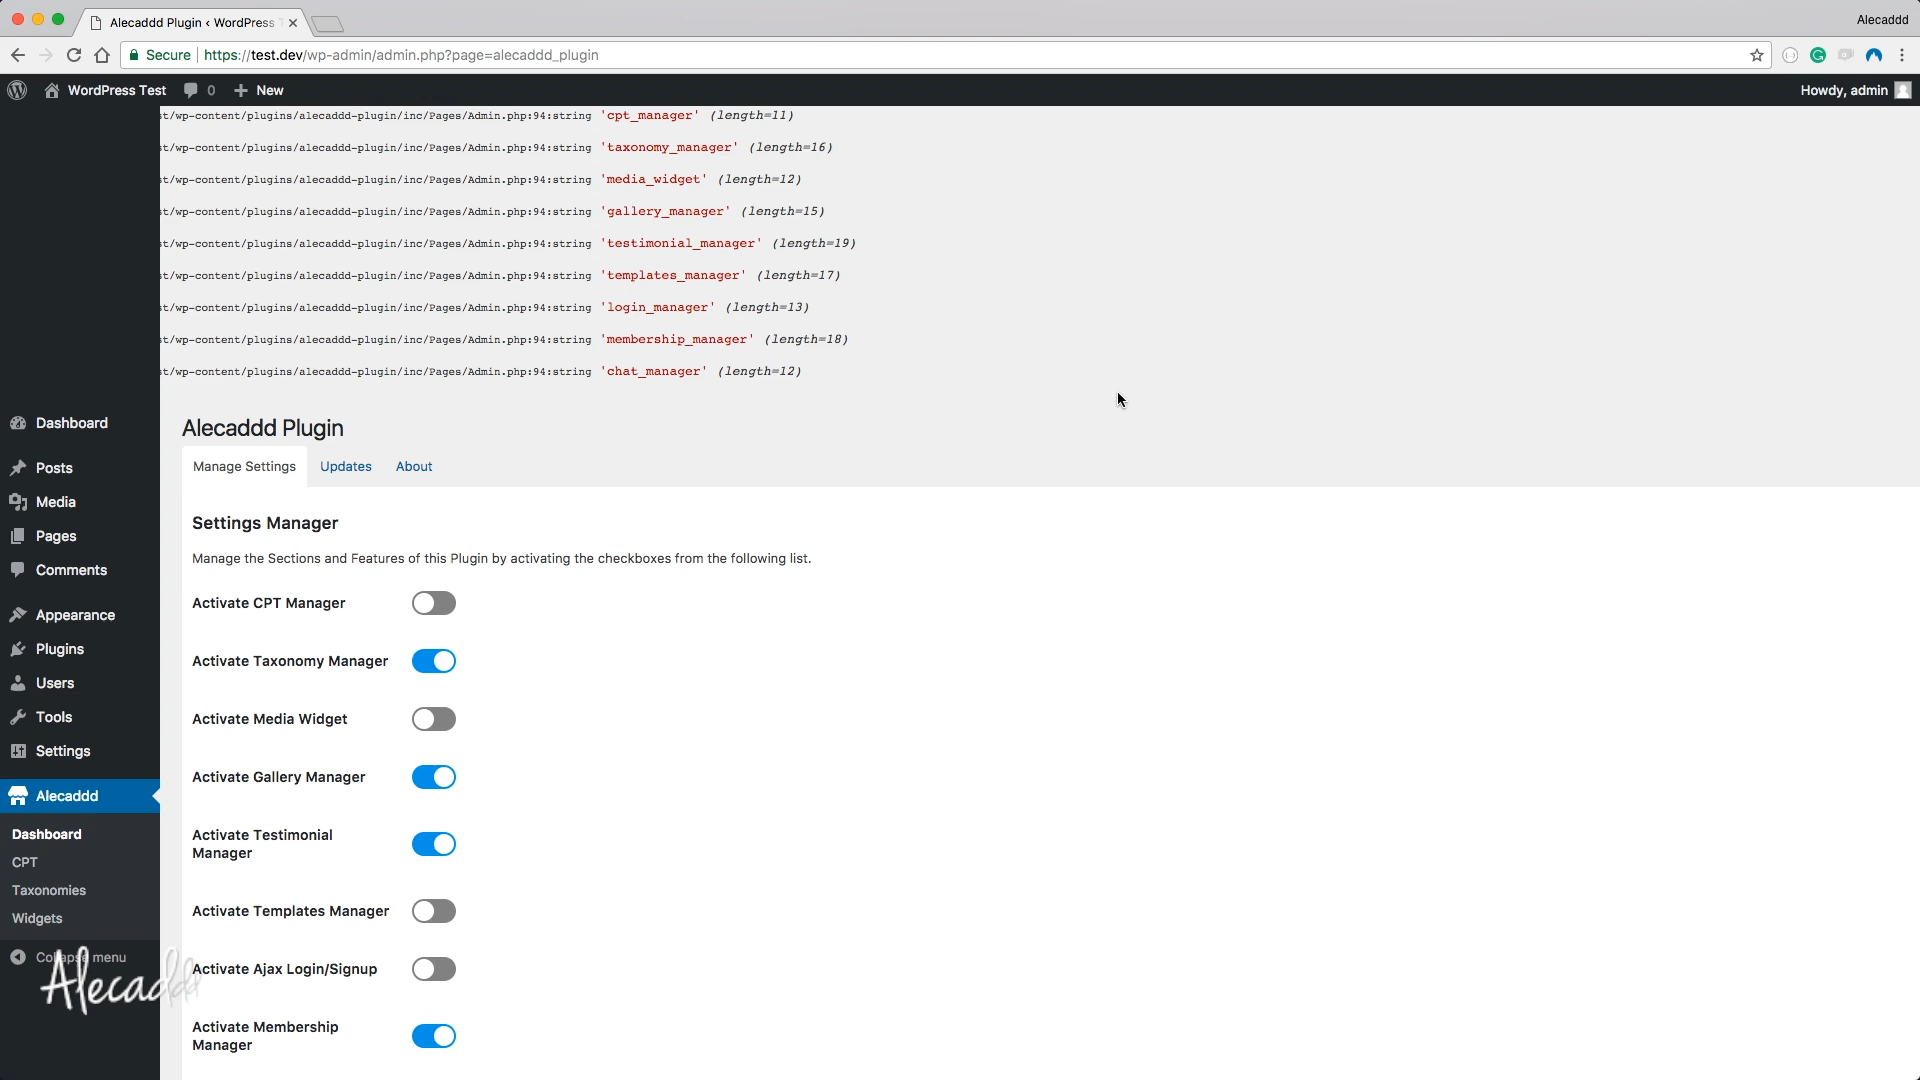 Alecaddd Plugin ‹ WordPress
Alecaddd
Secure
https://test.dev/wp-admin/admin.php?page=alecaddd_plugin
WordPress Test
0
New
Howdy, admin
st/wp-content/plugins/alecaddd-plugin/inc/Pages/Admin.php:94:string 'cpt_manager' (length=11)
st/wp-content/plugins/alecaddd-plugin/inc/Pages/Admin.php:94:string 'taxonomy_manager' (length=16)
st/wp-content/plugins/alecaddd-plugin/inc/Pages/Admin.php:94:string 'media_widget' (length=12)
st/wp-content/plugins/alecaddd-plugin/inc/Pages/Admin.php:94:string 'gallery_manager' (length=15)
st/wp-content/plugins/alecaddd-plugin/inc/Pages/Admin.php:94:string 'testimonial_manager' (length=19)
st/wp-content/plugins/alecaddd-plugin/inc/Pages/Admin.php:94:string 'templates_manager' (length=17)
st/wp-content/plugins/alecaddd-plugin/inc/Pages/Admin.php:94:string 'login_manager' (length=13)
st/wp-content/plugins/alecaddd-plugin/inc/Pages/Admin.php:94:string 'membership_manager' (length=18)
st/wp-content/plugins/alecaddd-plugin/inc/Pages/Admin.php:94:string 'chat_manager' (length=12)
Dashboard
Posts
Media
Pages
Comments
Appearance
Plugins
Users
Tools
Settings
Alecaddd
Dashboard
CPT
Taxonomies
Widgets
Collapse menu
Alecaddd
Alecaddd Plugin
Manage Settings
Updates
About
Settings Manager
Manage the Sections and Features of this Plugin by activating the checkboxes from the following list.
Activate CPT Manager
Activate Taxonomy Manager
Activate Media Widget
Activate Gallery Manager
Activate Testimonial
Manager
Activate Templates Manager
Activate Ajax Login/Signup
Activate Membership
Manager